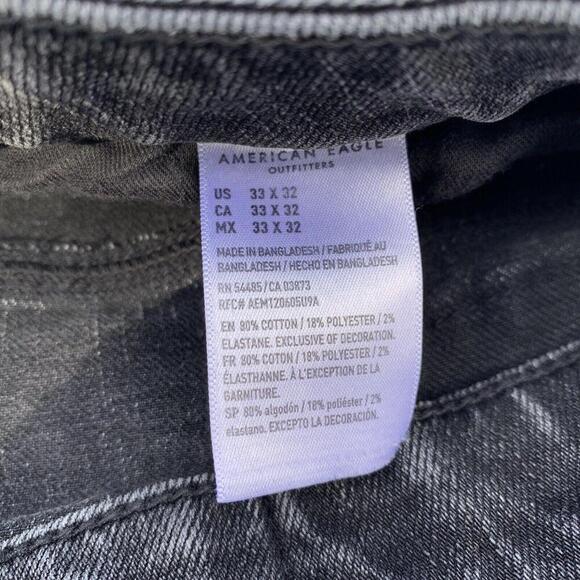 AMERICAN EAGLE
OUTFITTERS
US 33 X 32
CA 33 X 32
MX 33 X 32
MADE IN BANGLADESH / FABRIQUÉ AU
BANGLADESH / HECHO EN BANGLADESH
RN 54485 / CA 03873
RFC# AEM120605U9A
EN 80% COTTON / 18% POLYESTER / 2%
ELASTANE. EXCLUSIVE OF DECORATION.
FR 80% COTON / 18% POLYESTER / 2%
ÉLASTHANNE. À L'EXCEPTION DE LA
GARNITURE.
SP 80% algodón / 18% poliéster / 2%
elastano. EXCEPTO LA DECORACIÓN.